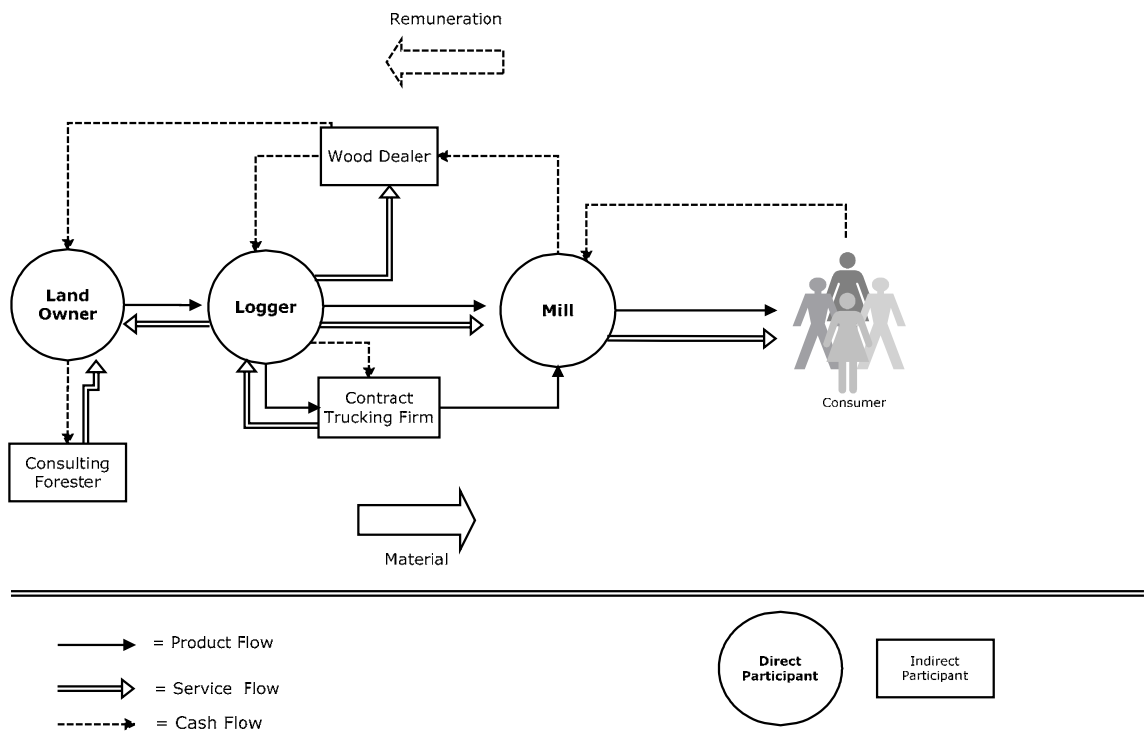 Remuneration
Wood Dealer
Land
Owner
Logger
Mill
Contract
Trucking Firm
Consumer
Consulting
Forester
Material
= Product Flow
= Service Flow
= Cash Flow
Direct
Participant
Indirect
Participant